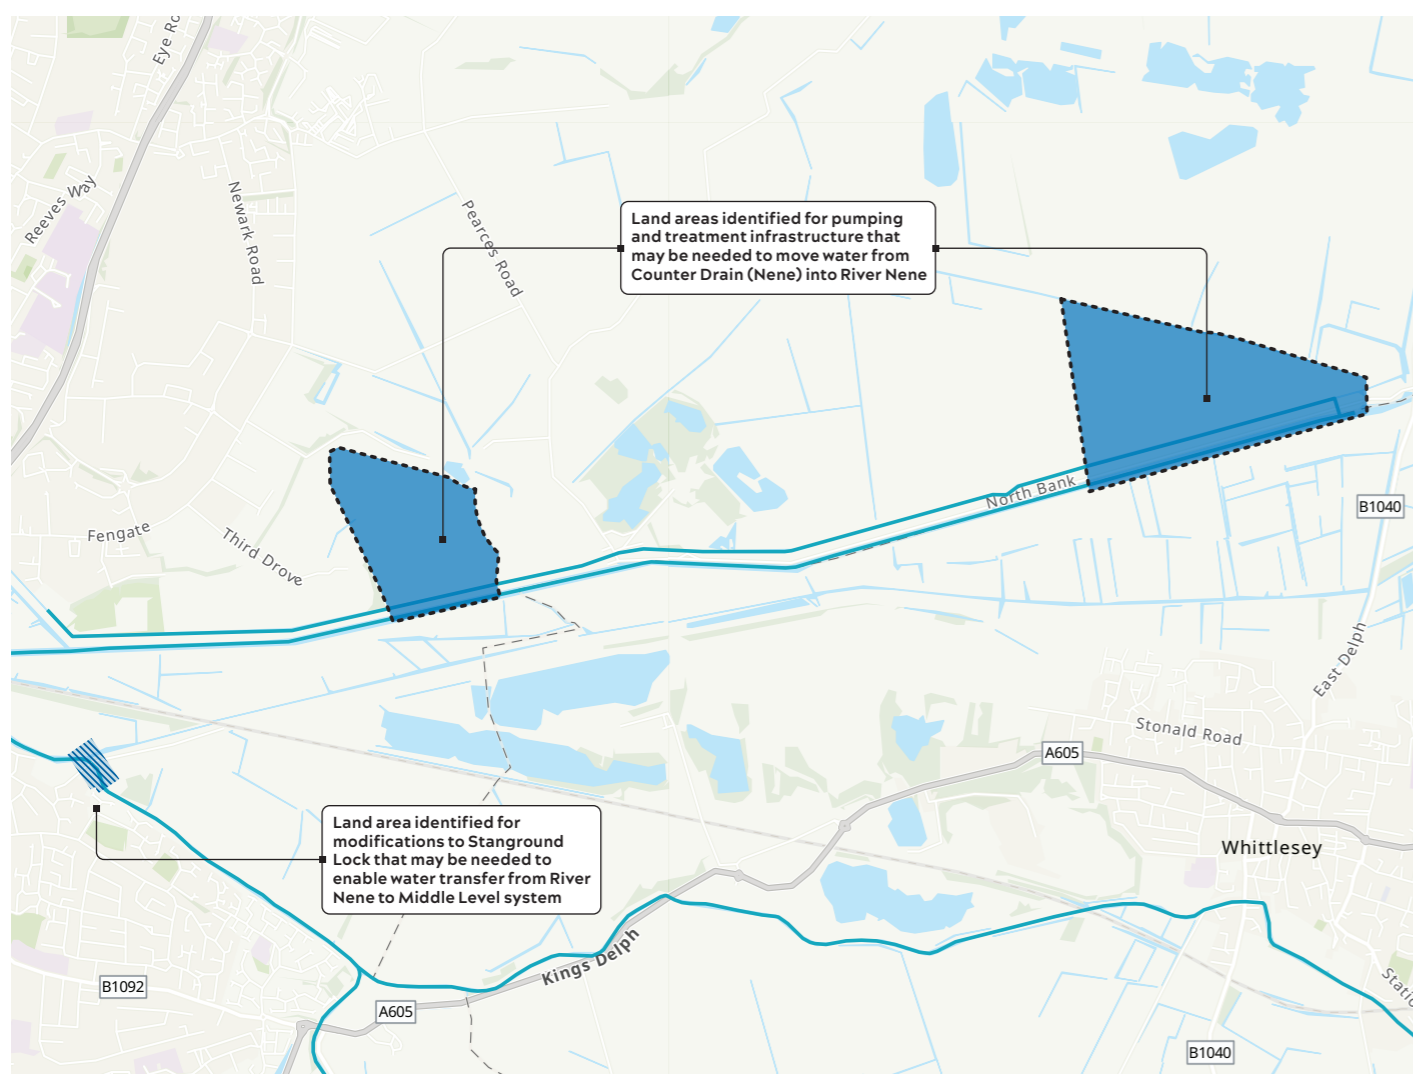 Eye Ro
Reeves Way
Newark Road
Pearces Road
Land areas identified for pumping
and treatment infrastructure that
may be needed to move water from
Counter Drain (Nene) into River Nene
North Bank
B1040
Fengate
Third Drove
East Delph
Stonald Road
A605
Land area identified for
modifications to Stanground
Lock that may be needed to
enable water transfer from River
Nene to Middle Level system
Whittlesey
Kings Delph
B1092
A605
Statio
B1040